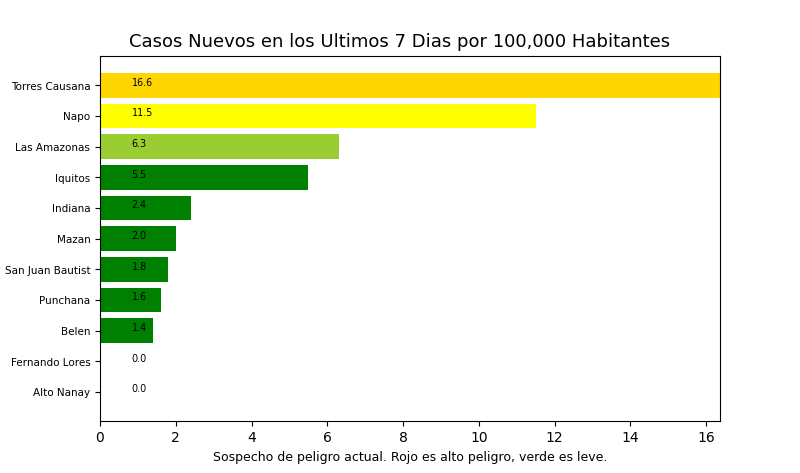 Casos Nuevos en los Ultimos 7 Dias por 100,000 Habitantes
Torres Causana 16.6
Napo 11.5
Las Amazonas 6.3
Iquitos 5.5
Indiana 2.4
Mazan 2.0
San Juan Bautist 1.8
Punchana 1.6
Belen 1.4
Fernando Lores 0.0
Alto Nanay 0.0
0 2 4 6 8 10 12 14 16
Sospecho de peligro actual. Rojo es alto peligro, verde es leve.